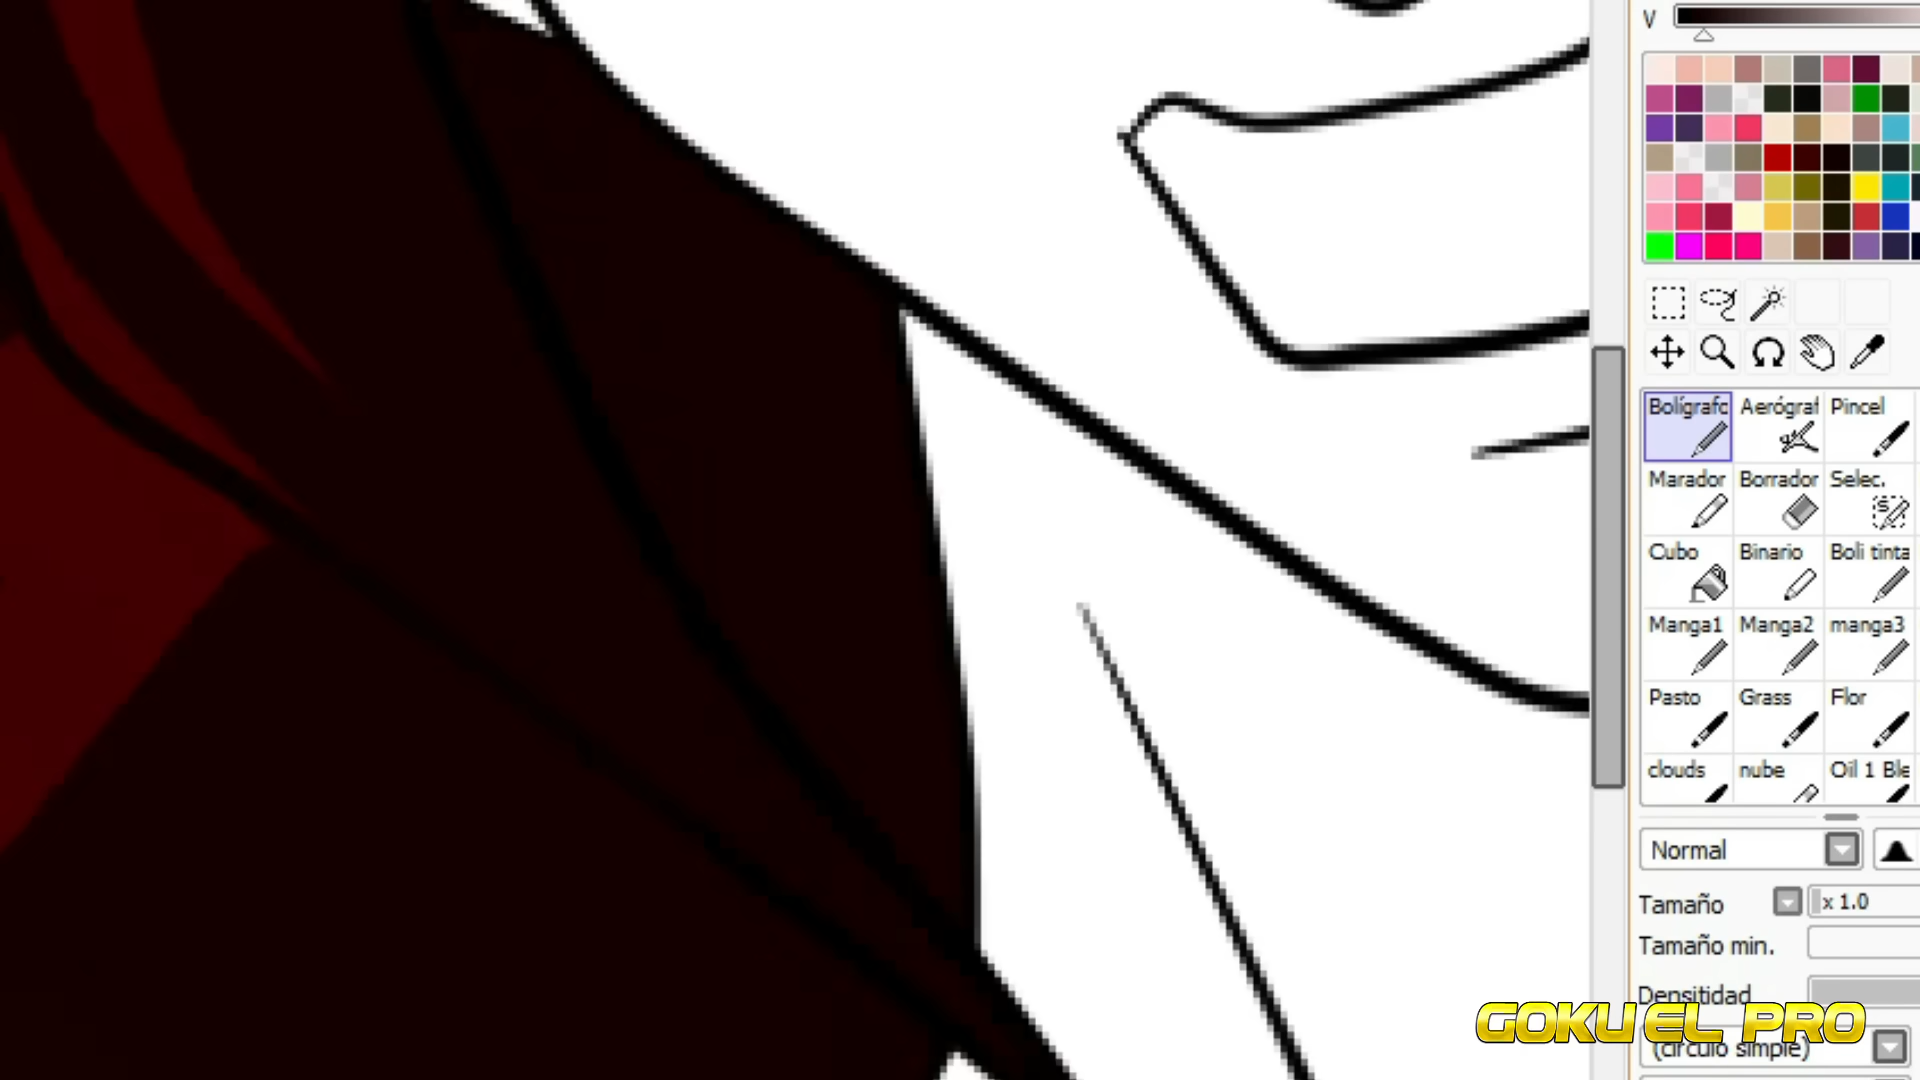 V
Bolígrafo Aerógraf Pincel
Marador Borrador Selec.
Cubo Binario Boli tinta
Manga1 Manga2 manga3
Pasto Grass Flor
clouds nube Oil 1 Ble
Normal
Tamaño x 1.0
Tamaño min.
Densitidad
GOKU EL PRO
(círculo simple)